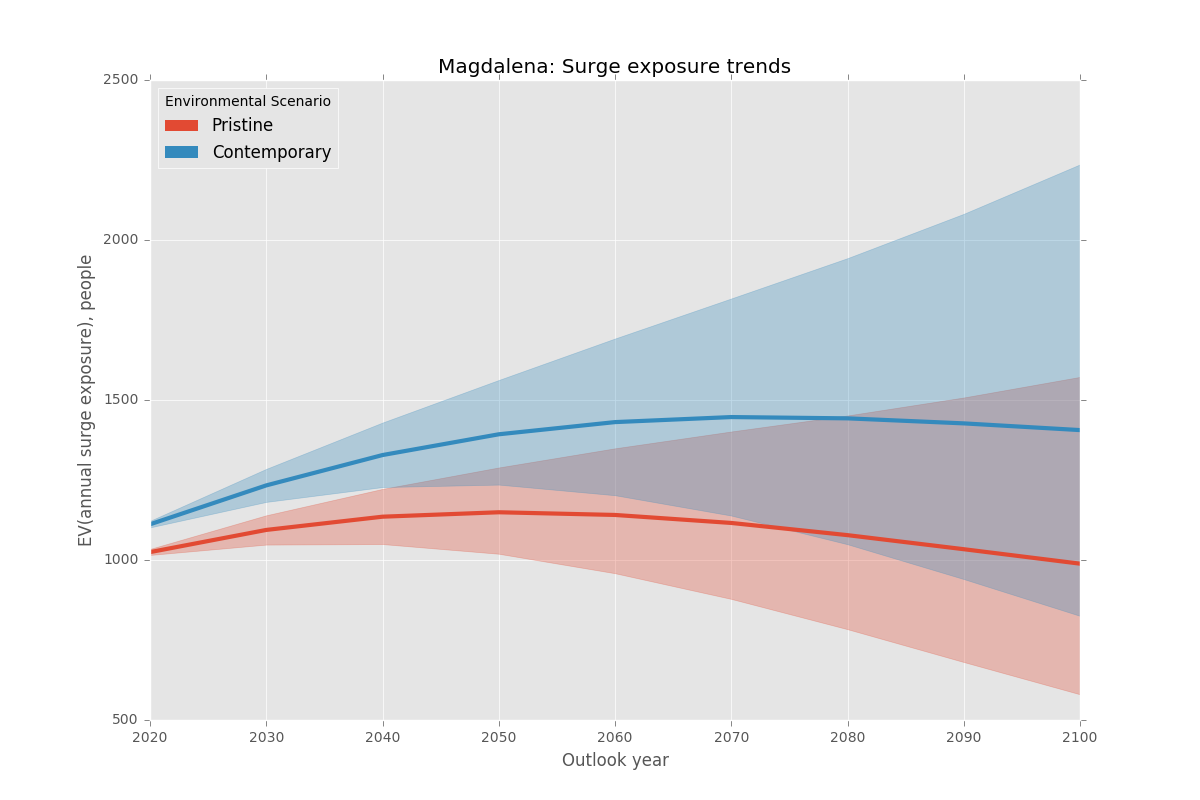 Magdalena: Surge exposure trends
2500
2000
1500
1000
500
EV(annual surge exposure), people
Environmental Scenario
Pristine
Contemporary
2020 2030 2040 2050 2060 2070 2080 2090 2100
Outlook year